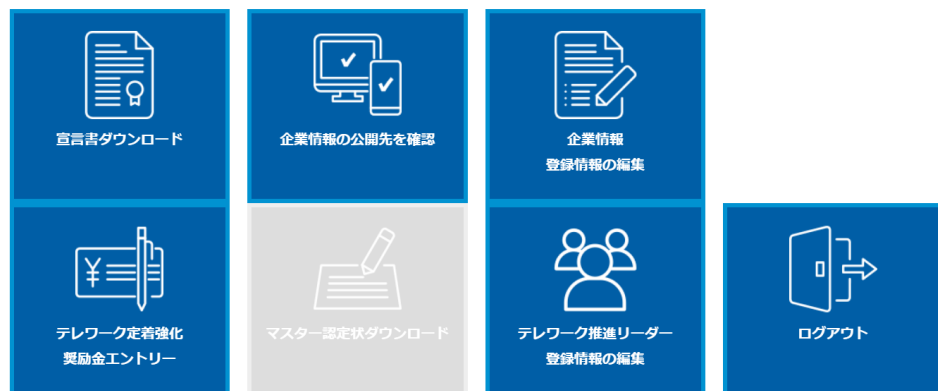 宣言書ダウンロード
企業情報の公開先を確認
企業情報
登録情報の編集
¥
テレワーク定着強化
奨励金エントリー
マスター認定状ダウンロード
テレワーク推進リーダー
登録情報の編集
ログアウト